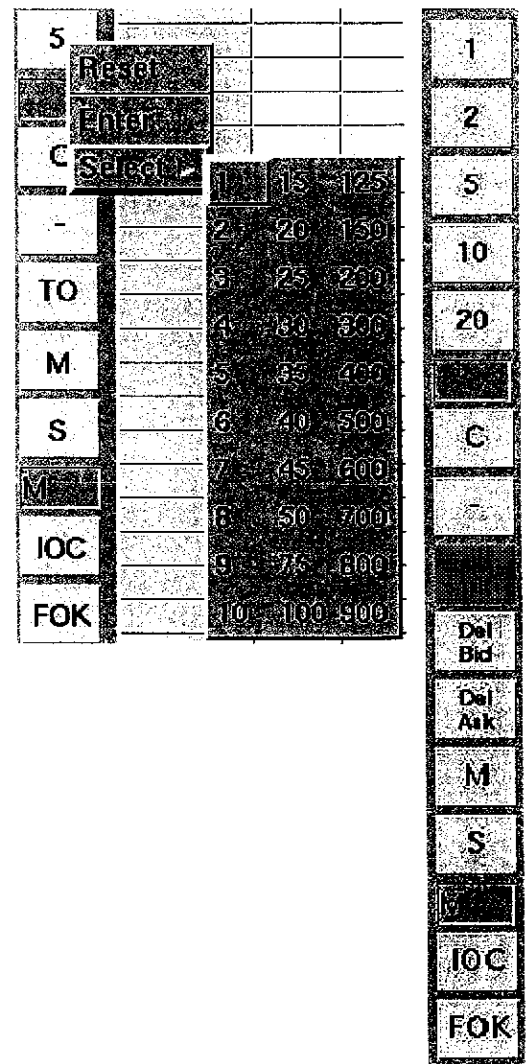 5
Reset
Enter
C
Select
1 15 125
2 20 150
3 25 200
4 30 300
5 35 400
6 40 500
7 45 600
8 50 700
9 75 800
10 100 900
-
TO
M
S
M
IOC
FOK
1
2
5
10
20
C
-
Del
Bid
Del
Ask
M
S
IOC
FOK